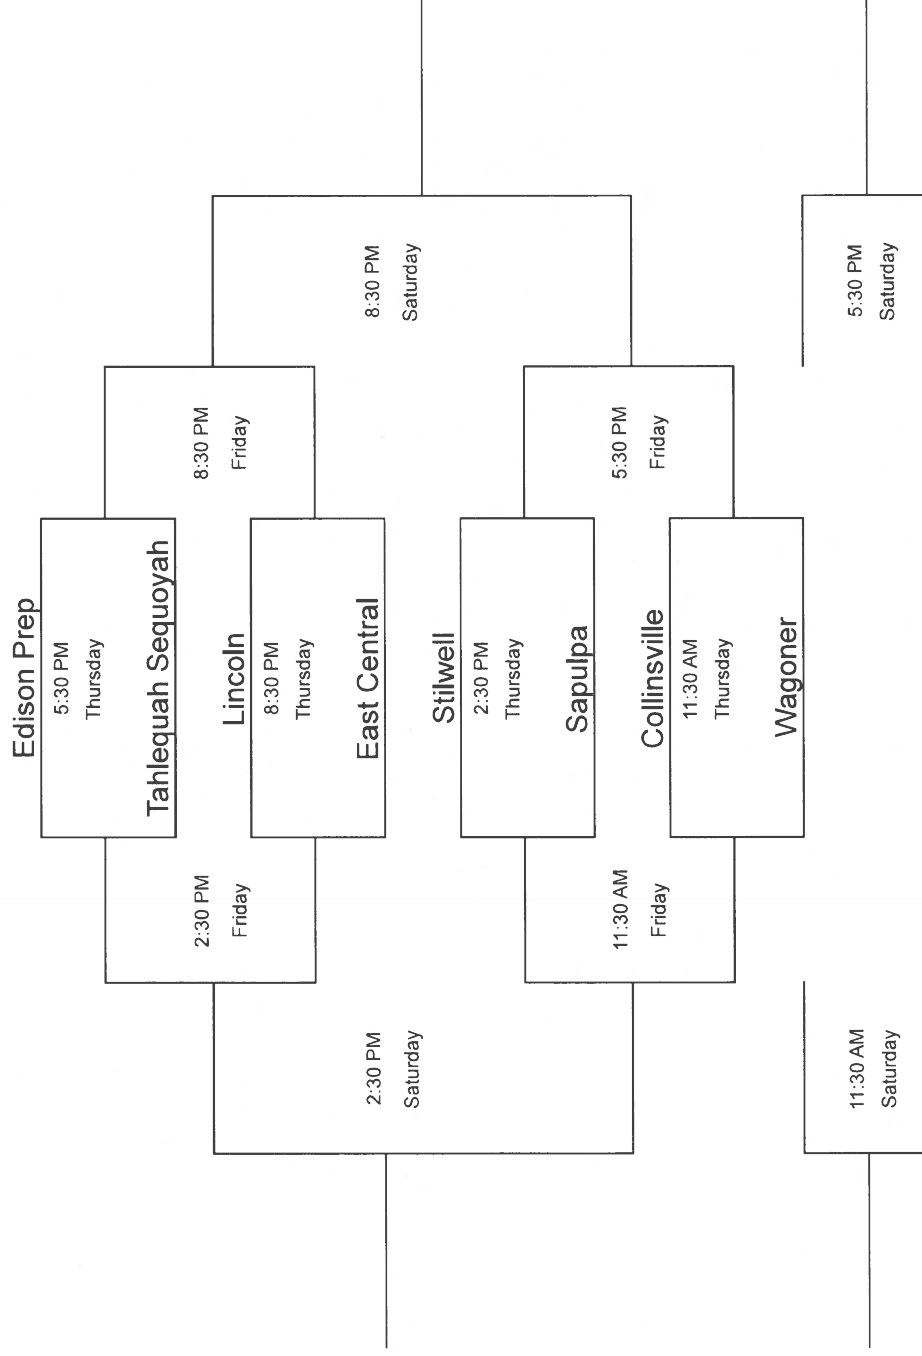 Edison Prep
5:30 PM
Thursday
Tahlequah Sequoyah
2:30 PM
Friday
8:30 PM
Friday
Lincoln
8:30 PM
Thursday
East Central
2:30 PM
Saturday
8:30 PM
Saturday
Stilwell
2:30 PM
Thursday
Sapulpa
11:30 AM
Friday
5:30 PM
Friday
Collinsville
11:30 AM
Thursday
Wagoner
11:30 AM
Saturday
5:30 PM
Saturday